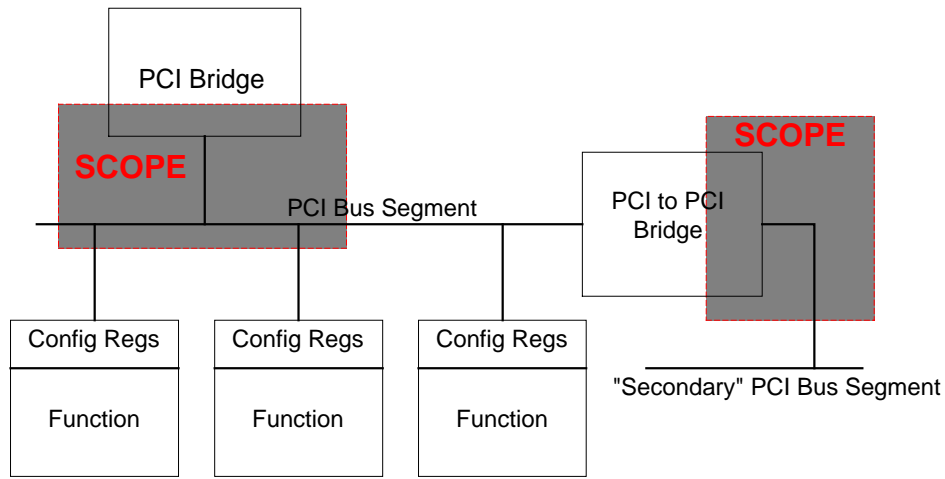 PCI Bridge
SCOPE
SCOPE
PCI Bus Segment
PCI to PCI
Bridge
Config Regs
Config Regs
Config Regs
Function
Function
Function
"Secondary" PCI Bus Segment